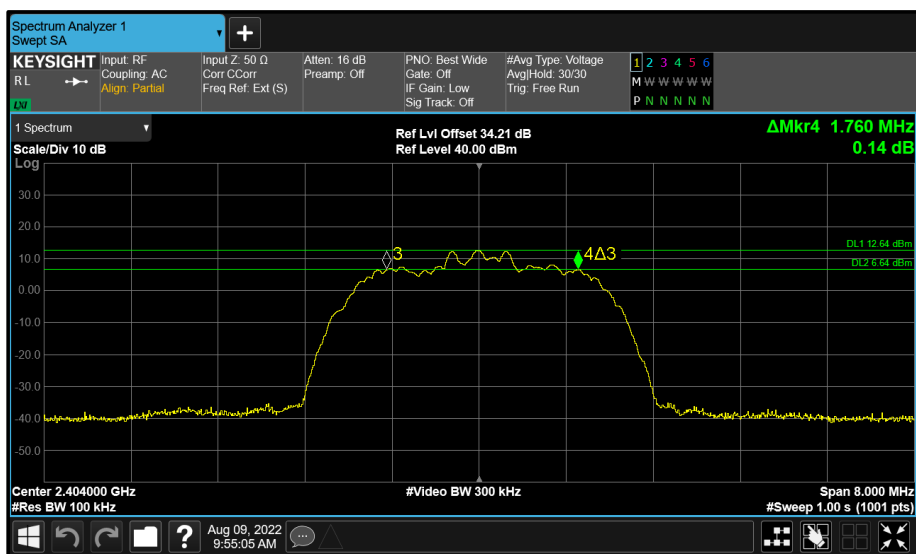 Spectrum Analyzer 1
Swept SA
+
KEYSIGHT
RL
LXI
Input: RF
Coupling: AC
Align: Partial
Input Z: 50 Ω
Corr CCorr
Freq Ref: Ext (S)
Atten: 16 dB
Preamp: Off
PNO: Best Wide
Gate: Off
IF Gain: Low
Sig Track: Off
#Avg Type: Voltage
Avg|Hold: 30/30
Trig: Free Run
1 2 3 4 5 6
M W W W W W
P N N N N N
1 Spectrum
Scale/Div 10 dB
Ref Lvl Offset 34.21 dB
Ref Level 40.00 dBm
ΔMkr4 1.760 MHz
0.14 dB
Log
30.0
20.0
10.0
0.00
-10.0
-20.0
-30.0
-40.0
-50.0
3
4Δ3
DL1 12.64 dBm
DL2 6.64 dBm
Center 2.404000 GHz
#Res BW 100 kHz
#Video BW 300 kHz
Span 8.000 MHz
#Sweep 1.00 s (1001 pts)
?
Aug 09, 2022
9:55:05 AM